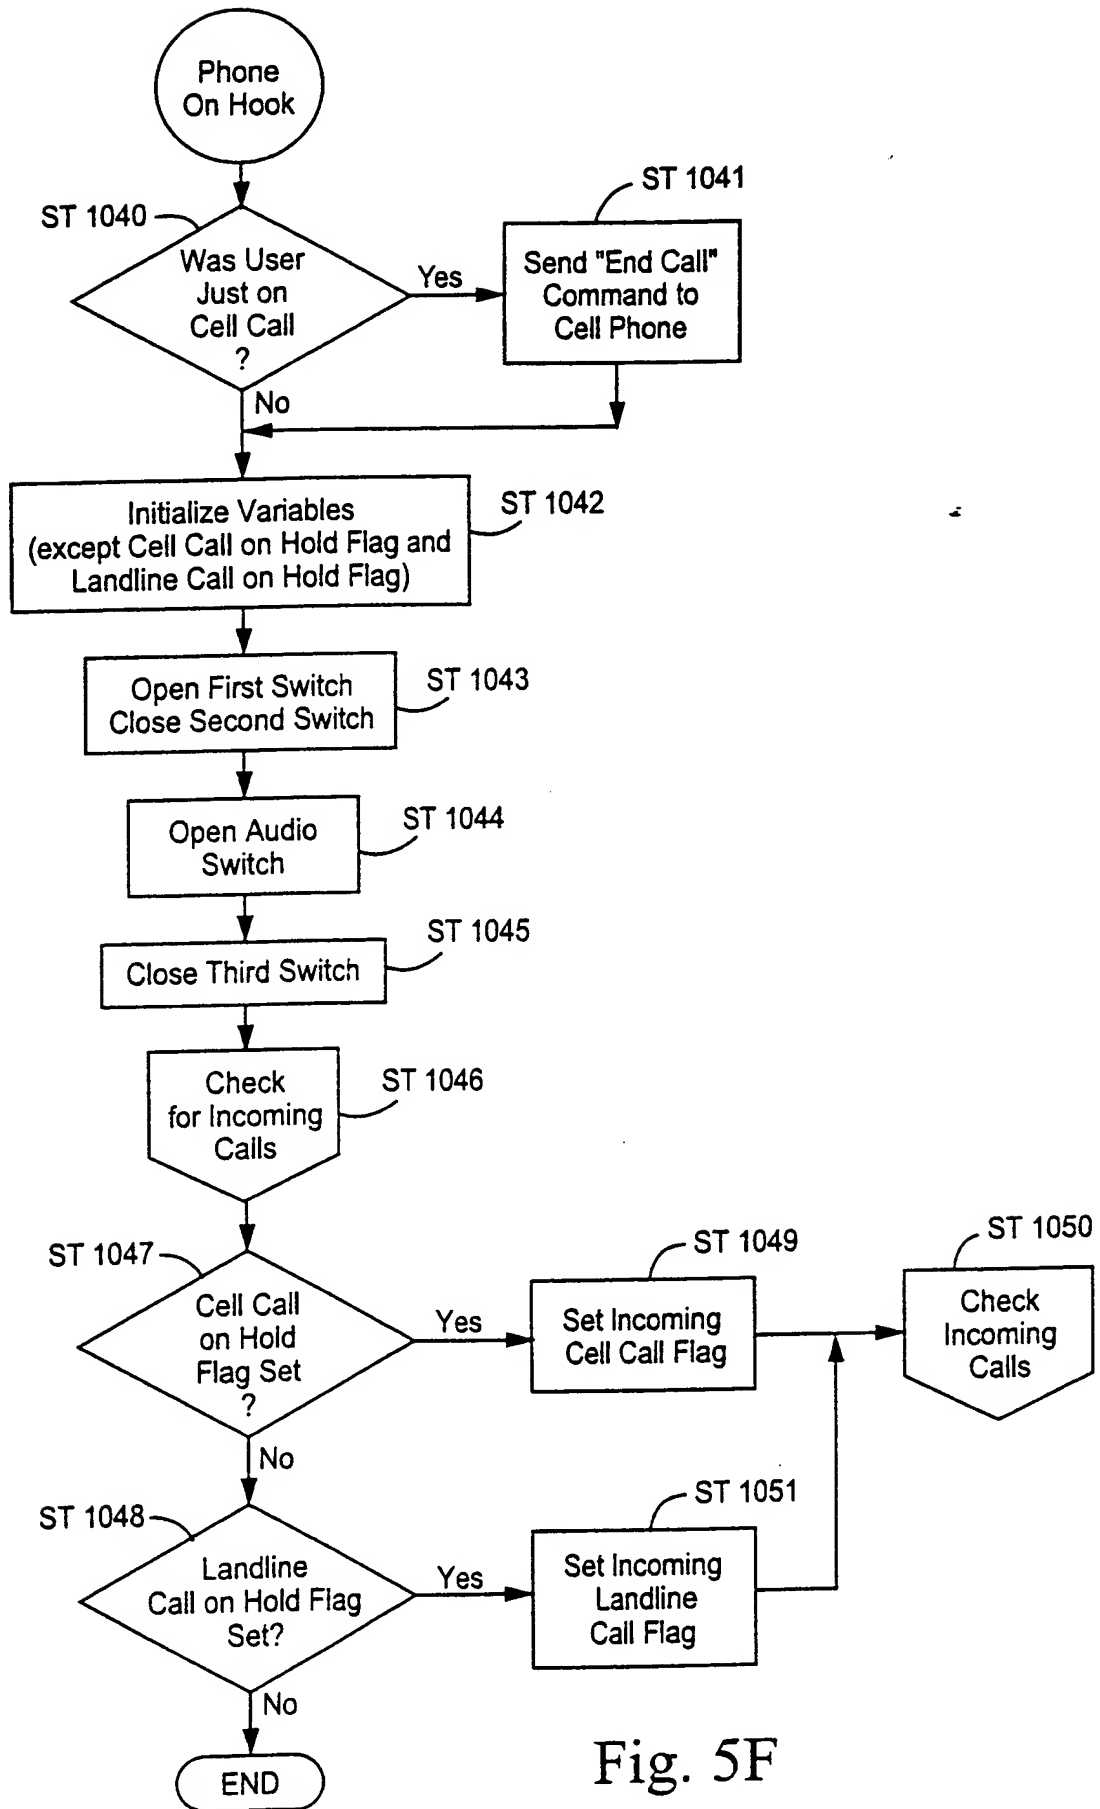 Phone
On Hook
ST 1040
Was User
Just on
Cell Call
?
Yes
ST 1041
Send "End Call"
Command to
Cell Phone
No
Initialize Variables
(except Cell Call on Hold Flag and
Landline Call on Hold Flag)
ST 1042
Open First Switch
Close Second Switch
ST 1043
Open Audio
Switch
ST 1044
Close Third Switch
ST 1045
Check
for Incoming
Calls
ST 1046
ST 1047
Cell Call
on Hold
Flag Set
?
Yes
ST 1049
Set Incoming
Cell Call Flag
ST 1050
Check
Incoming
Calls
No
ST 1048
Landline
Call on Hold Flag
Set?
Yes
ST 1051
Set Incoming
Landline
Call Flag
No
END
Fig. 5F